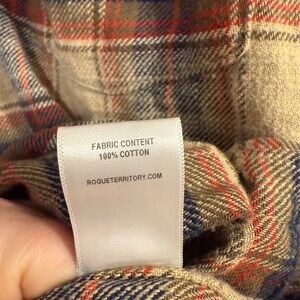 FABRIC CONTENT
100% COTTON
ROGUETERRITORY.COM